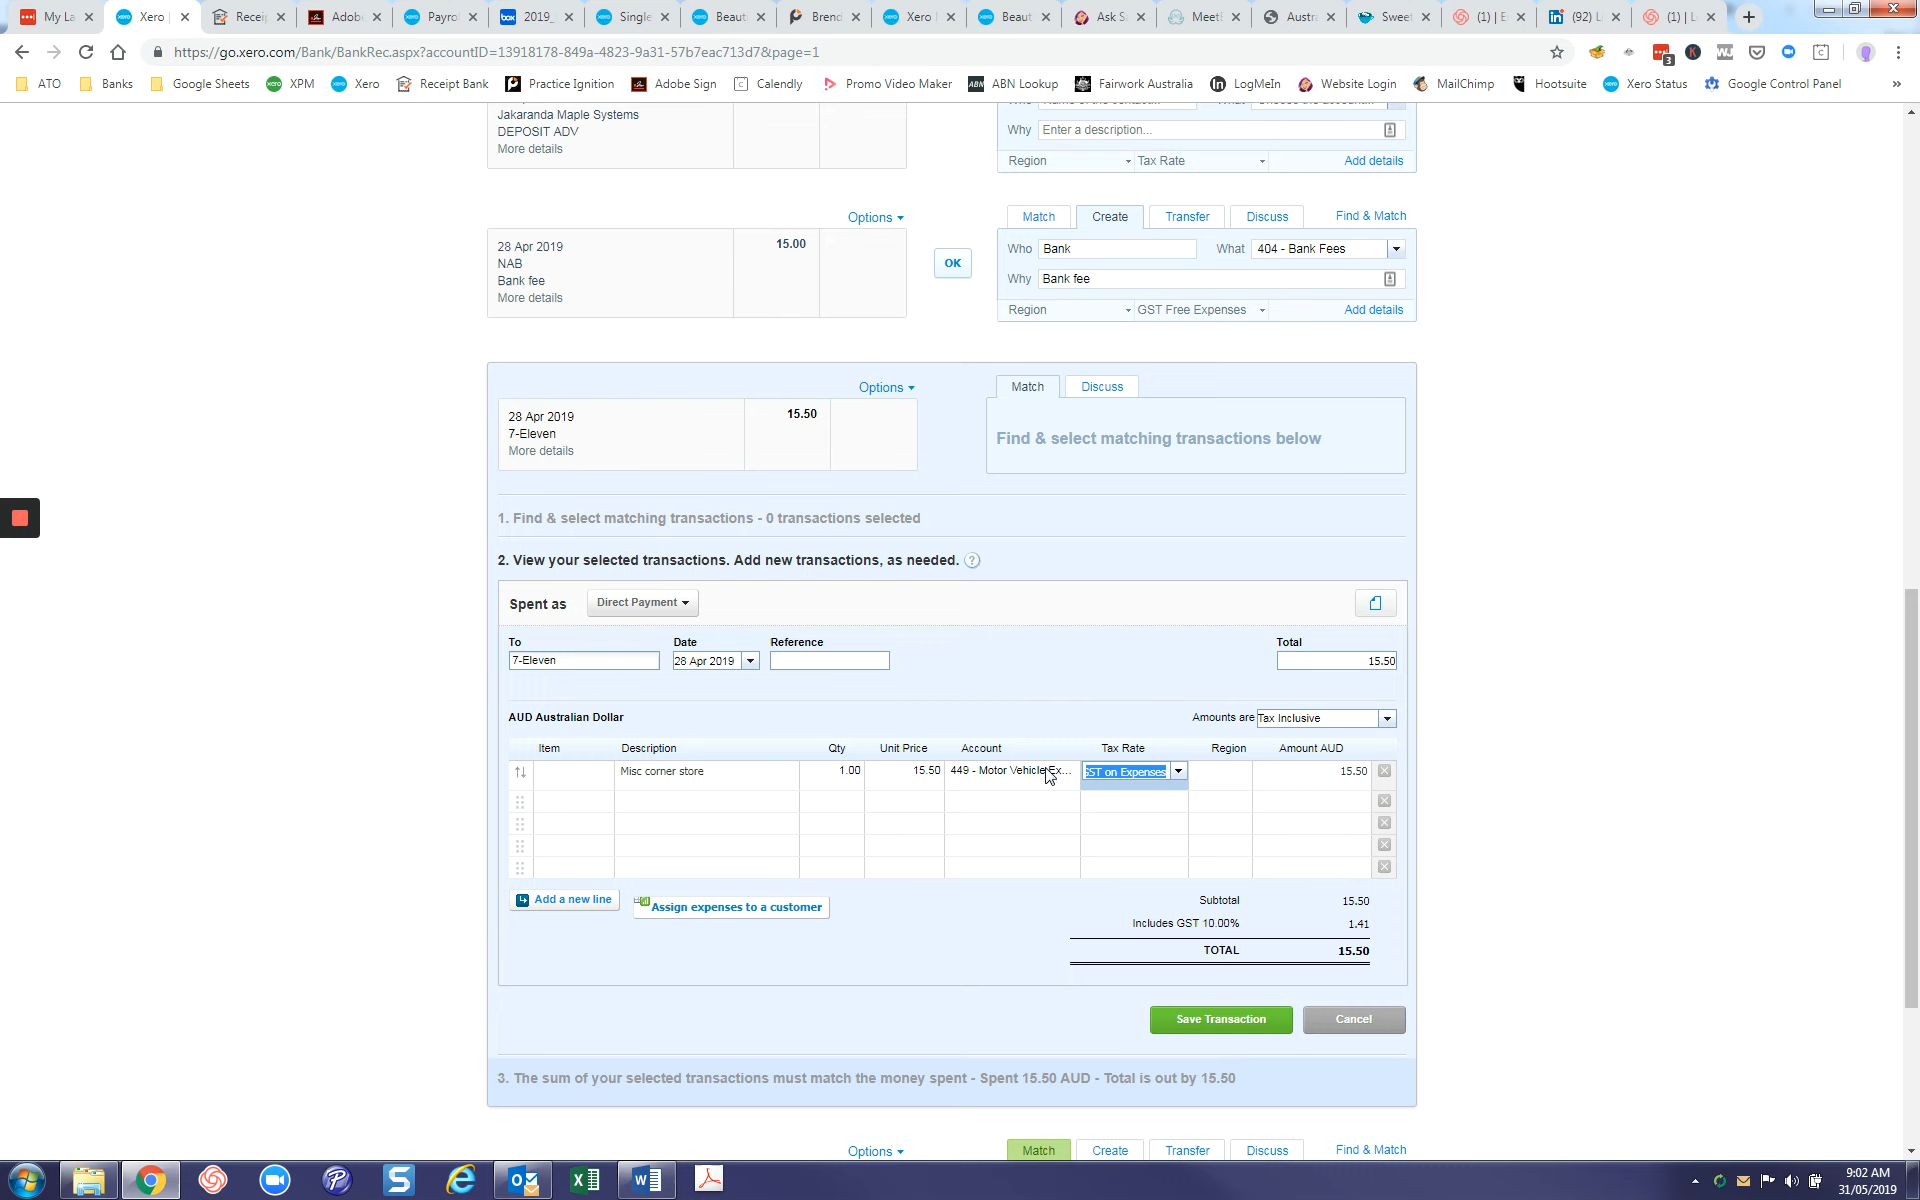 My La
Xero |
Recei
Adob
Payrol
2019_
Single
Beaut
Brend
Xero
Beaut
Ask S
MeetE
Austra
Sweet
(1) | E
(92) L
(1) | L
https://go.xero.com/Bank/BankRec.aspx?accountID=13918178-849a-4823-9a31-57b7eac713d7&page=1
3
ATO
Banks
Google Sheets
XPM
Xero
Receipt Bank
Practice Ignition
Adobe Sign
Calendly
Promo Video Maker
ABN Lookup
Fairwork Australia
LogMeIn
Website Login
MailChimp
Hootsuite
Xero Status
Google Control Panel
»
Jakaranda Maple Systems
DEPOSIT ADV
More details
Why Enter a description...
Region Tax Rate Add details
Options
Match Create Transfer Discuss Find & Match
28 Apr 2019 15.00
NAB
Bank fee
More details
OK
Who Bank What 404 - Bank Fees
Why Bank fee
Region GST Free Expenses Add details
Options
Match Discuss
28 Apr 2019 15.50
7-Eleven
More details
Find & select matching transactions below
1. Find & select matching transactions - 0 transactions selected
2. View your selected transactions. Add new transactions, as needed. ?
Spent as Direct Payment
To Date Reference Total
7-Eleven 28 Apr 2019 15.50
AUD Australian Dollar Amounts are Tax Inclusive
Item Description Qty Unit Price Account Tax Rate Region Amount AUD
Misc corner store 1.00 15.50 449 - Motor Vehicle Ex... GST on Expenses 15.50
Add a new line Assign expenses to a customer
Subtotal 15.50
Includes GST 10.00% 1.41
TOTAL 15.50
Save Transaction Cancel
3. The sum of your selected transactions must match the money spent - Spent 15.50 AUD - Total is out by 15.50
Options
Match Create Transfer Discuss Find & Match
9:02 AM
31/05/2019